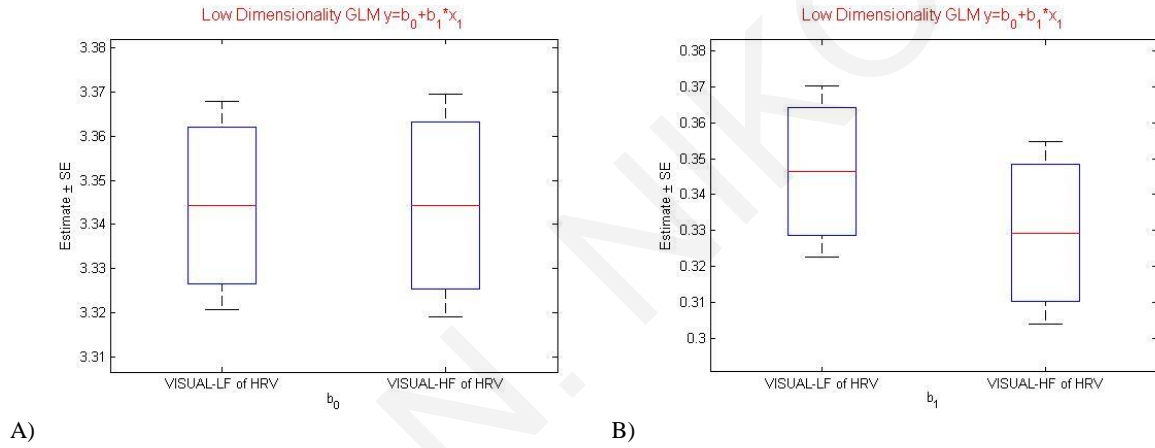 Low Dimensionality GLM y=b0+b1*x1
3.38
3.37
3.36
3.35
3.34
3.33
3.32
3.31
Estimate ± SE
VISUAL-LF of HRV VISUAL-HF of HRV
b0
A)
Low Dimensionality GLM y=b0+b1*x1
0.38
0.37
0.36
0.35
0.34
0.33
0.32
0.31
0.3
Estimate ± SE
VISUAL-LF of HRV VISUAL-HF of HRV
b1
B)